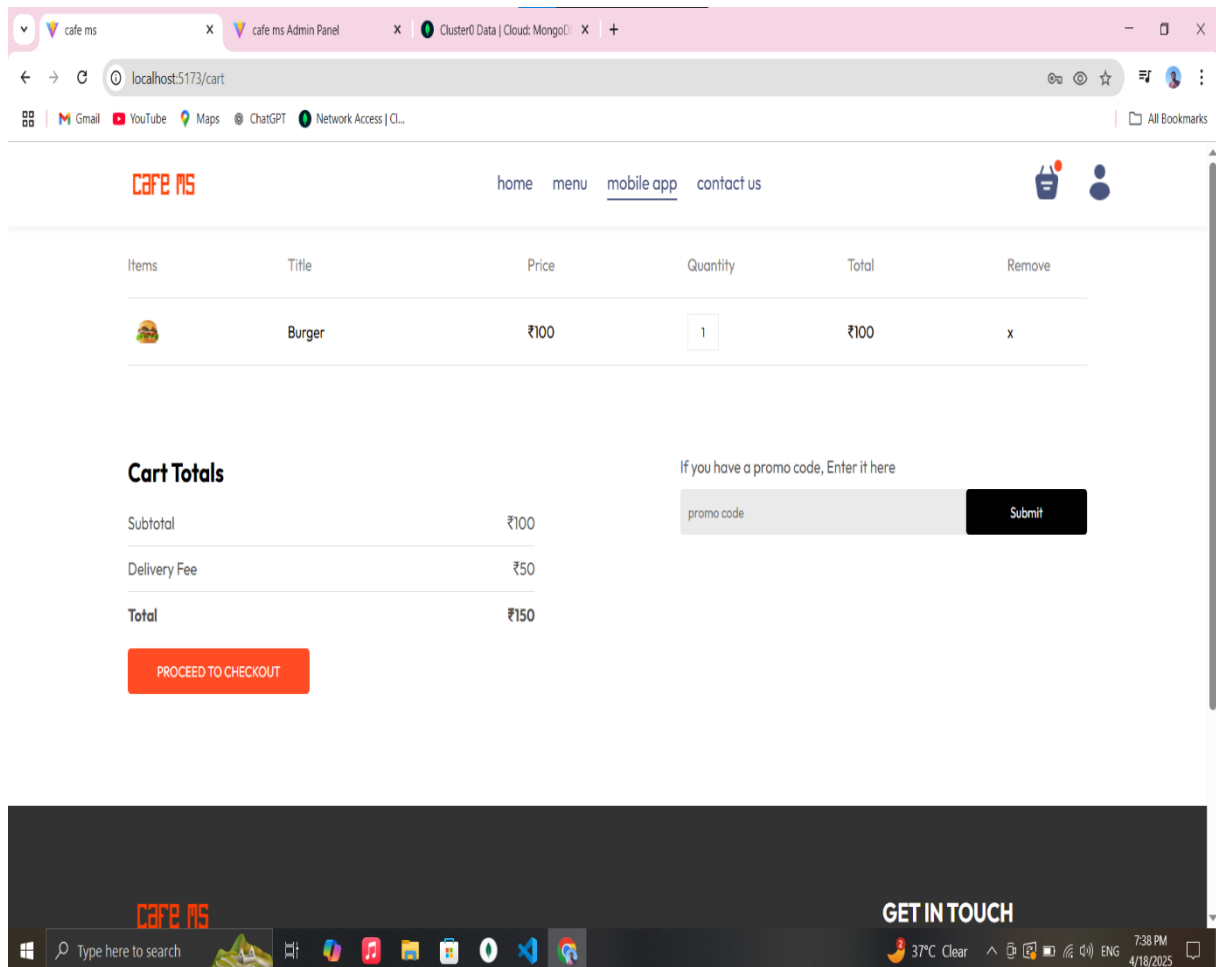 cafe ms
cafe ms Admin Panel
Cluster0 Data | Cloud: MongoD
localhost:5173/cart
Gmail YouTube Maps ChatGPT Network Access | Cl... All Bookmarks
CAFE MS
home menu mobile app contact us
Items Title Price Quantity Total Remove
Burger ₹100 1 ₹100 x
Cart Totals
If you have a promo code, Enter it here
promo code Submit
Subtotal ₹100
Delivery Fee ₹50
Total ₹150
PROCEED TO CHECKOUT
CAFE MS
GET IN TOUCH
Type here to search
2
37°C Clear
ENG
7:38 PM
4/18/2025